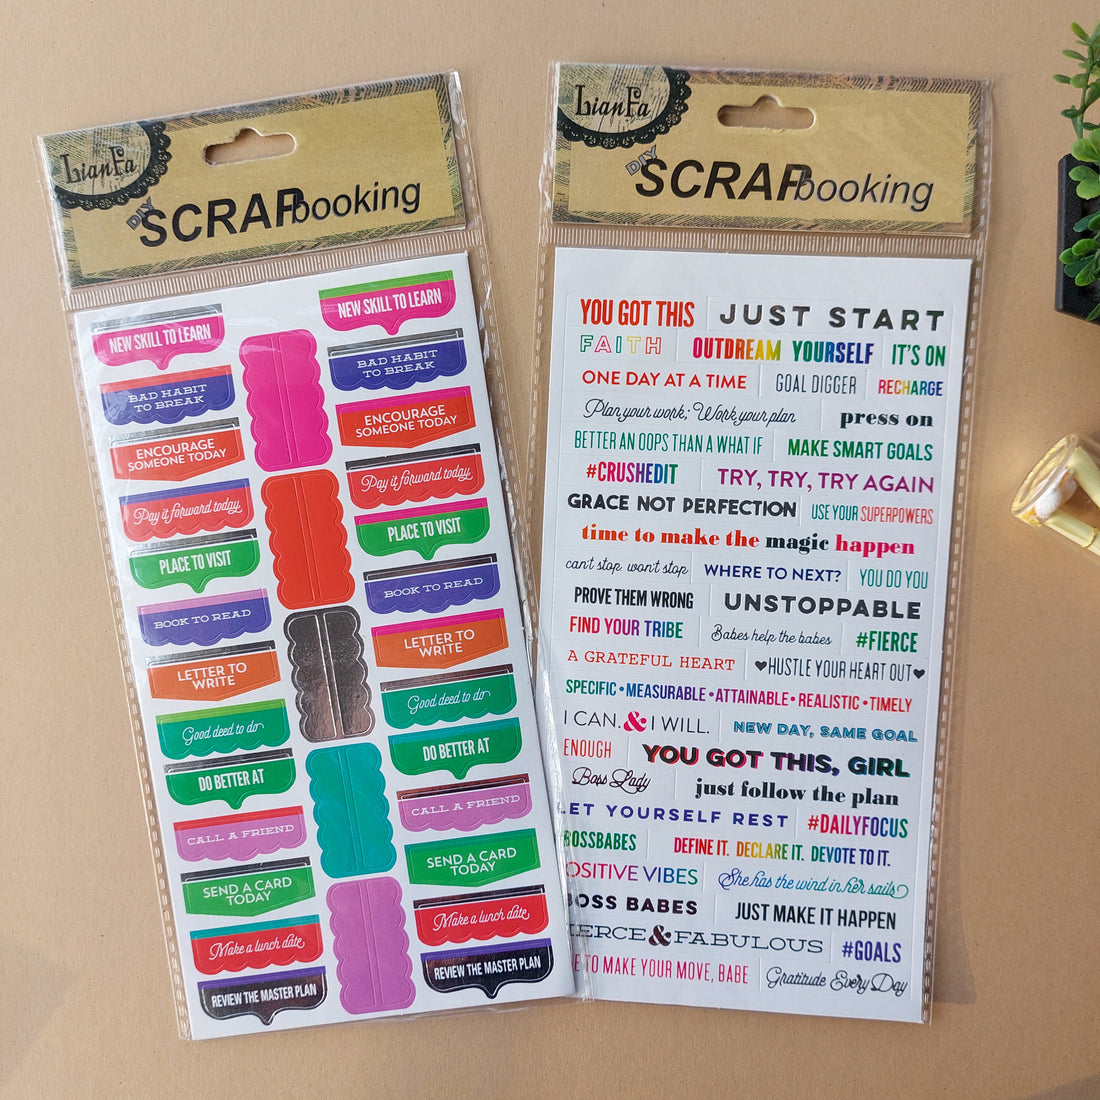 LianFa
DIY
SCRAPbooking
NEW SKILL TO LEARN
NEW SKILL TO LEARN
BAD HABIT
TO BREAK
BAD HABIT
TO BREAK
ENCOURAGE
SOMEONE TODAY
ENCOURAGE
SOMEONE TODAY
Pay it forward today
Pay it forward today
PLACE TO VISIT
PLACE TO VISIT
BOOK TO READ
BOOK TO READ
LETTER TO
WRITE
LETTER TO
WRITE
Good deed to do
Good deed to do
DO BETTER AT
DO BETTER AT
CALL A FRIEND
CALL A FRIEND
SEND A CARD
TODAY
SEND A CARD
TODAY
Make a lunch date
Make a lunch date
REVIEW THE MASTER PLAN
REVIEW THE MASTER PLAN
LianFa
DIY
SCRAPbooking
YOU GOT THIS JUST START
FAITH OUTDREAM YOURSELF IT'S ON
ONE DAY AT A TIME GOAL DIGGER RECHARGE
Plan your work; Work your plan press on
BETTER AN OOPS THAN A WHAT IF MAKE SMART GOALS
#CRUSHEDIT TRY, TRY, TRY AGAIN
GRACE NOT PERFECTION USE YOUR SUPERPOWERS
time to make the magic happen
can't stop won't stop WHERE TO NEXT? YOU DO YOU
PROVE THEM WRONG UNSTOPPABLE
FIND YOUR TRIBE Babes help the babes #FIERCE
A GRATEFUL HEART ♥HUSTLE YOUR HEART OUT♥
SPECIFIC•MEASURABLE•ATTAINABLE•REALISTIC•TIMELY
I CAN.&I WILL. NEW DAY, SAME GOAL
ENOUGH YOU GOT THIS, GIRL
Boss Lady just follow the plan
LET YOURSELF REST #DAILYFOCUS
#BOSSBABES DEFINE IT. DECLARE IT. DEVOTE TO IT.
OSITIVE VIBES She has the wind in her sails
BOSS BABES JUST MAKE IT HAPPEN
IERCE&FABULOUS #GOALS
E TO MAKE YOUR MOVE, BABE Gratitude Every Day